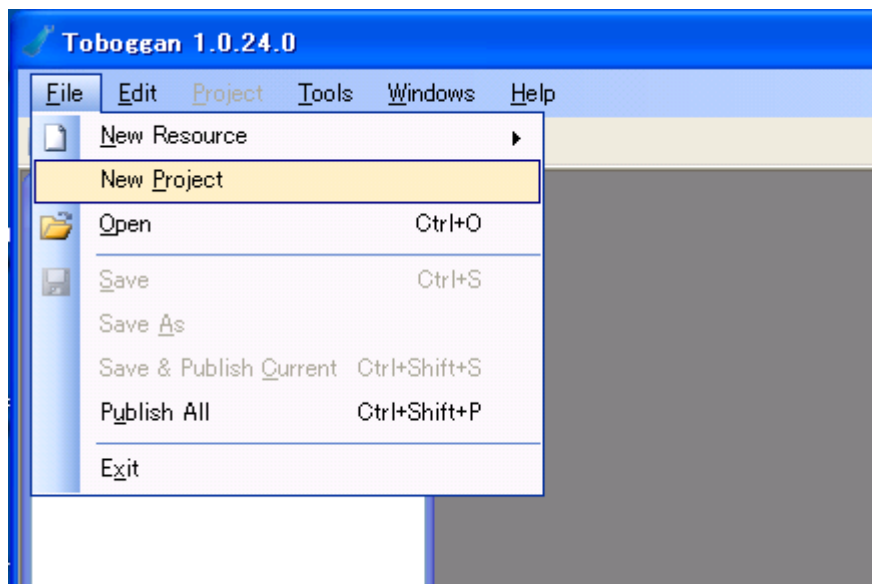 Toboggan 1.0.24.0
File Edit Project Tools Windows Help
New Resource
New Project
Open Ctrl+O
Save Ctrl+S
Save As
Save & Publish Current Ctrl+Shift+S
Publish All Ctrl+Shift+P
Exit